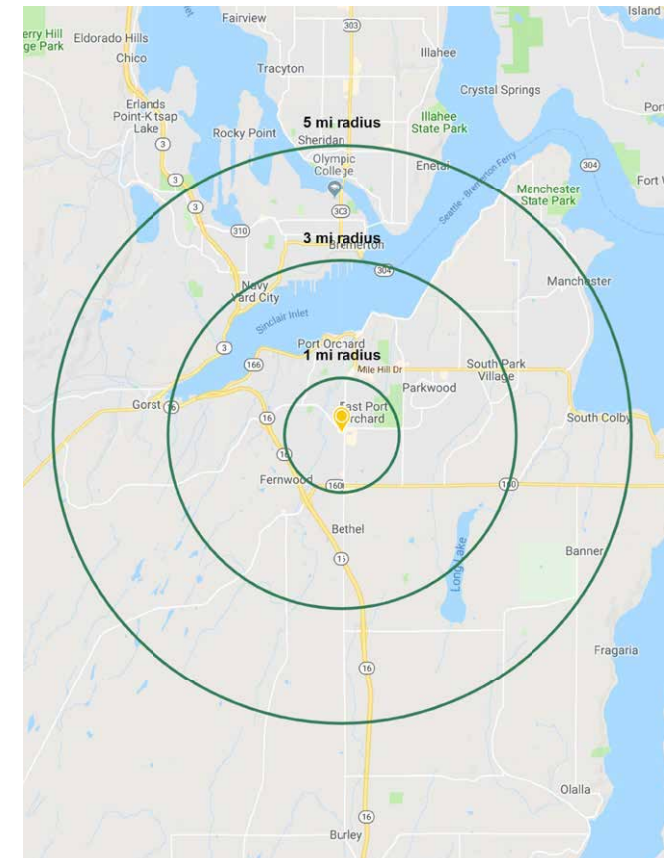 Island
Fairview
303
erry Hill
ge Park
Eldorado Hills
Chico
Illahee
Tracyton
Crystal Springs
Erlands
Point-Kitsap
Lake
Port
5 mi radius
Illahee
State Park
Rocky Point
Sheridan
3
Olympic
College
Enetai
304
3
Fort W
Seattle - Bremerton Ferry
Manchester
State Park
303
310
3 mi radius
Bremerton
304
Navy
Yard City
Manchester
Sinclair Inlet
3
Port Orchard
1 mi radius
166
Mile Hill Dr
South Park
Village
Parkwood
Gorst
16
East Port
Orchard
16
South Colby
16
Fernwood
160
160
Bethel
16
Long Lake
Banner
Fragaria
16
Olalla
16
Burley